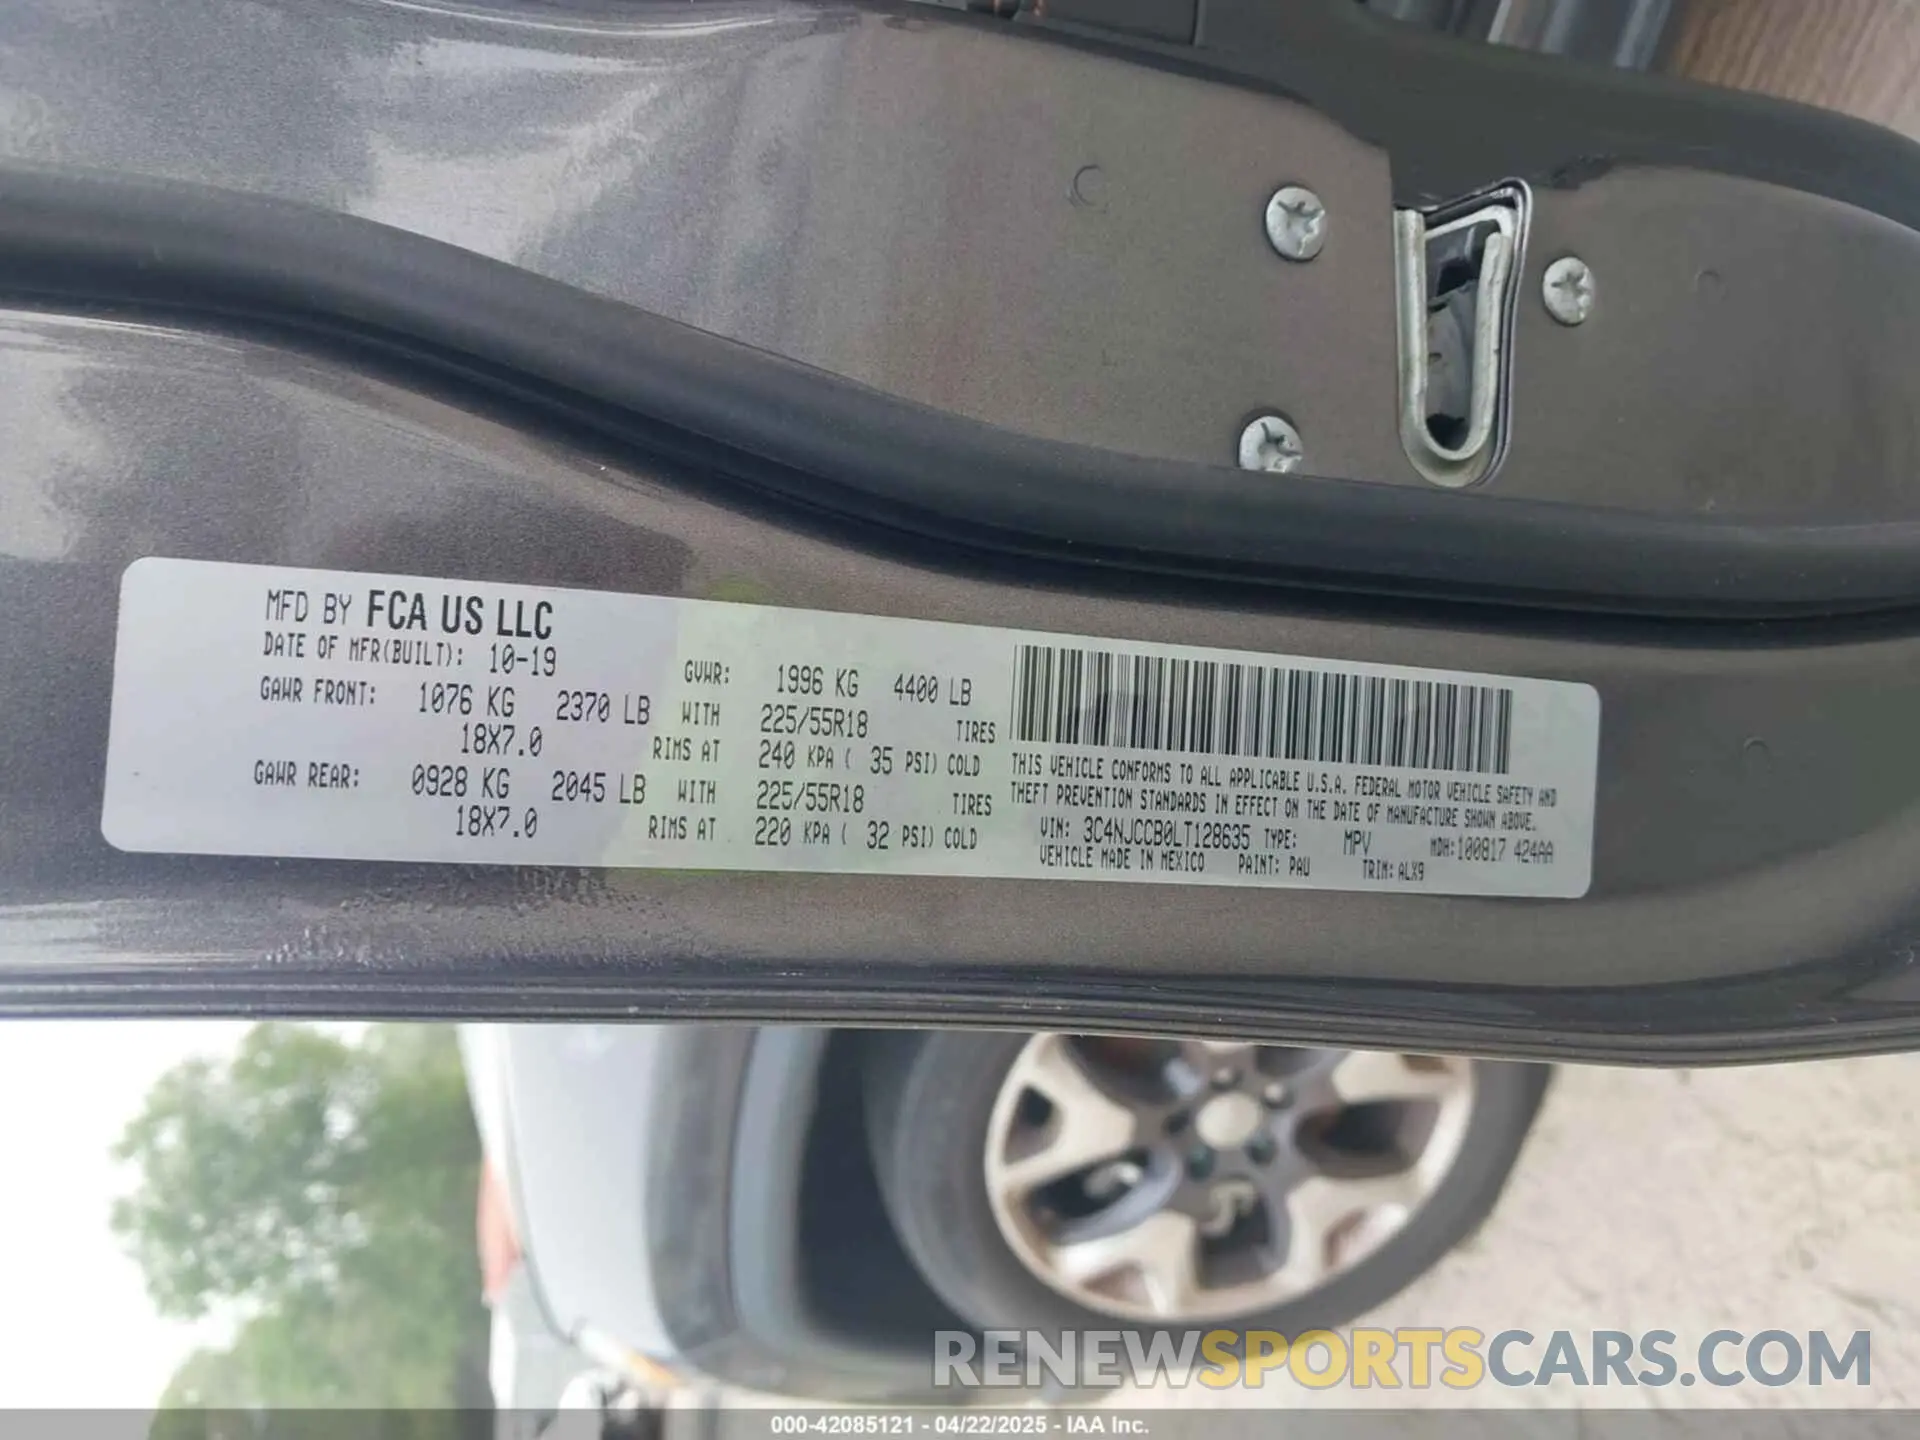 MFD BY FCA US LLC
DATE OF MFR(BUILT): 10-19
GVWR: 1996 KG 4400 LB
GAWR FRONT: 1076 KG 2370 LB WITH 225/55R18 TIRES
18X7.0 RIMS AT 240 KPA ( 35 PSI) COLD
GAWR REAR: 0928 KG 2045 LB WITH 225/55R18 TIRES
18X7.0 RIMS AT 220 KPA ( 32 PSI) COLD
THIS VEHICLE CONFORMS TO ALL APPLICABLE U.S.A. FEDERAL MOTOR VEHICLE SAFETY AND
THEFT PREVENTION STANDARDS IN EFFECT ON THE DATE OF MANUFACTURE SHOWN ABOVE.
VIN: 3C4NJCCB0LT128635 TYPE: MPV MDH:100817 424AA
VEHICLE MADE IN MEXICO PAINT: PAU TRIM: ALX9
RENEWSPORTSCARS.COM
000-42085121 - 04/22/2025 - IAA Inc.